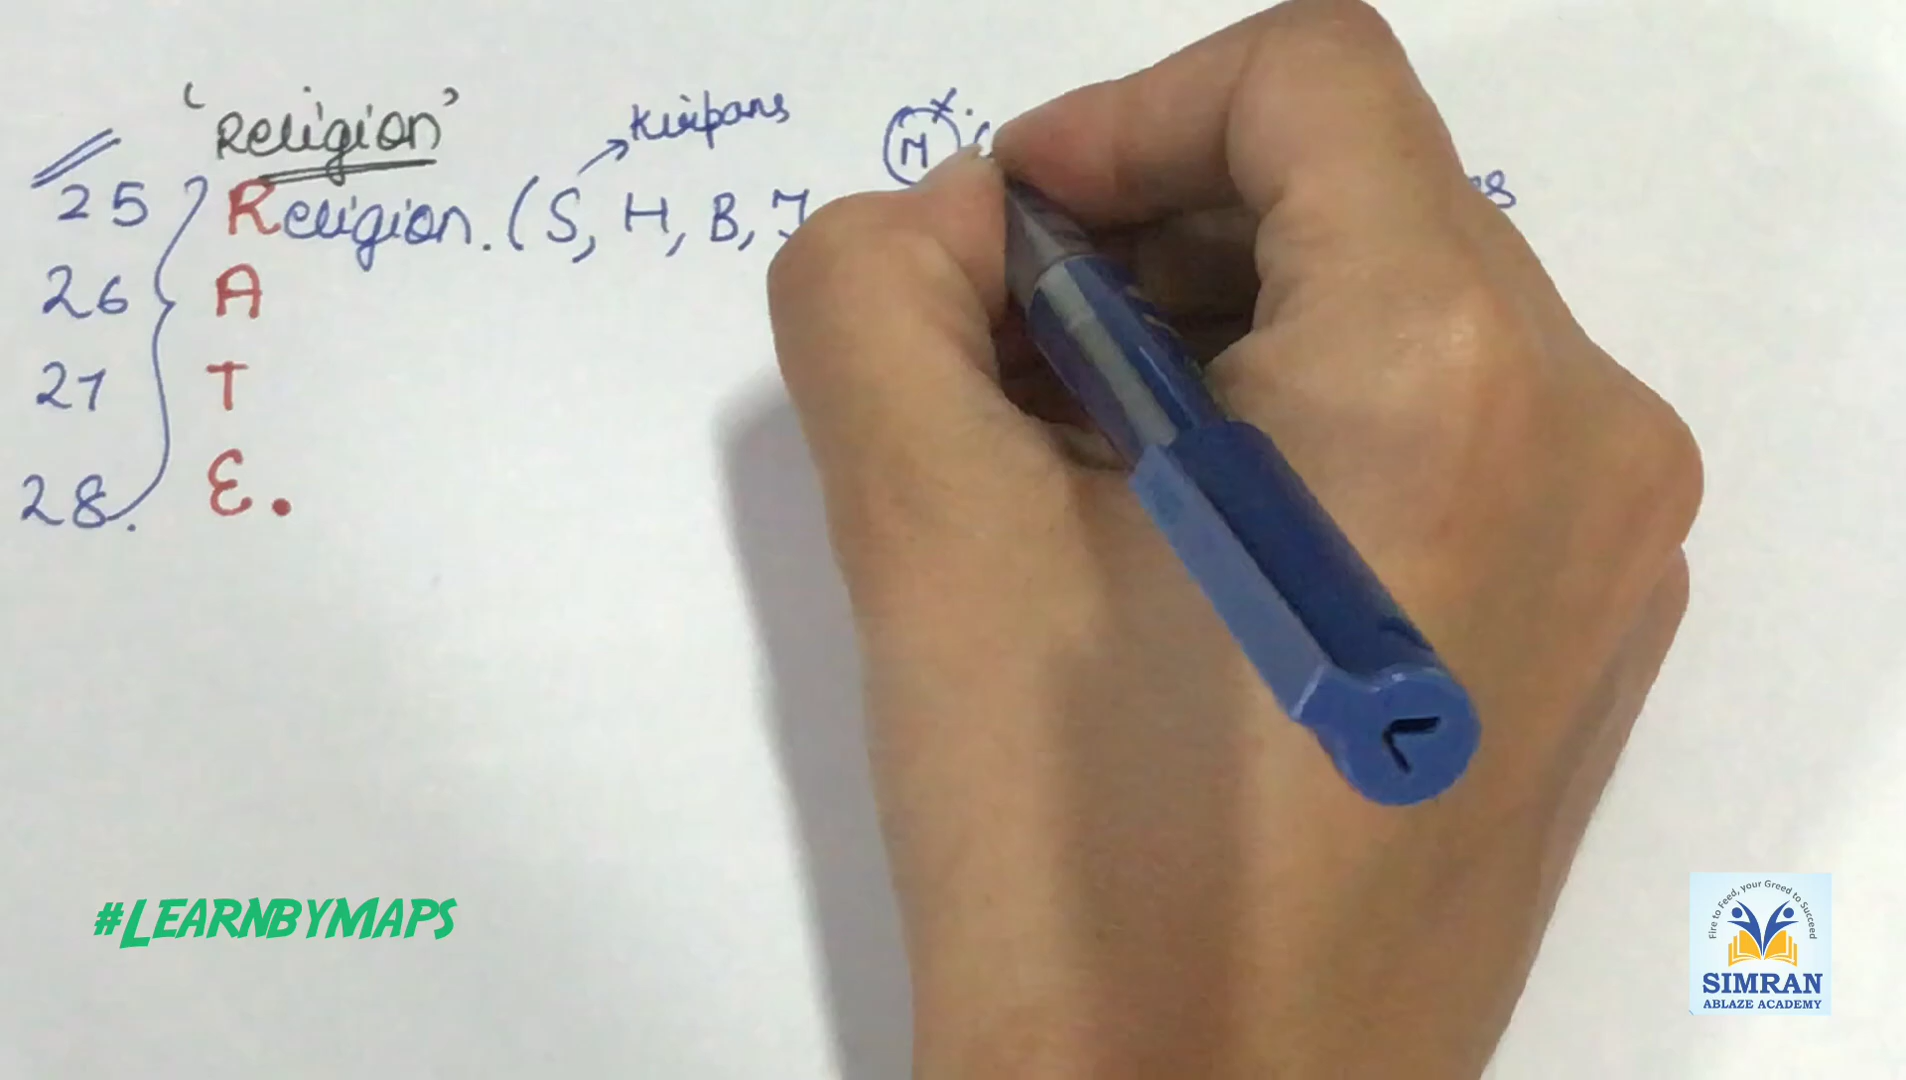 'Religion'
Kirpans
M x.
25 Religion. (S, H, B, J
26 A
27 T
28. E.
#LEARNBYMAPS
Fire to Feed, your Greed to Succeed
SIMRAN
ABLAZE ACADEMY